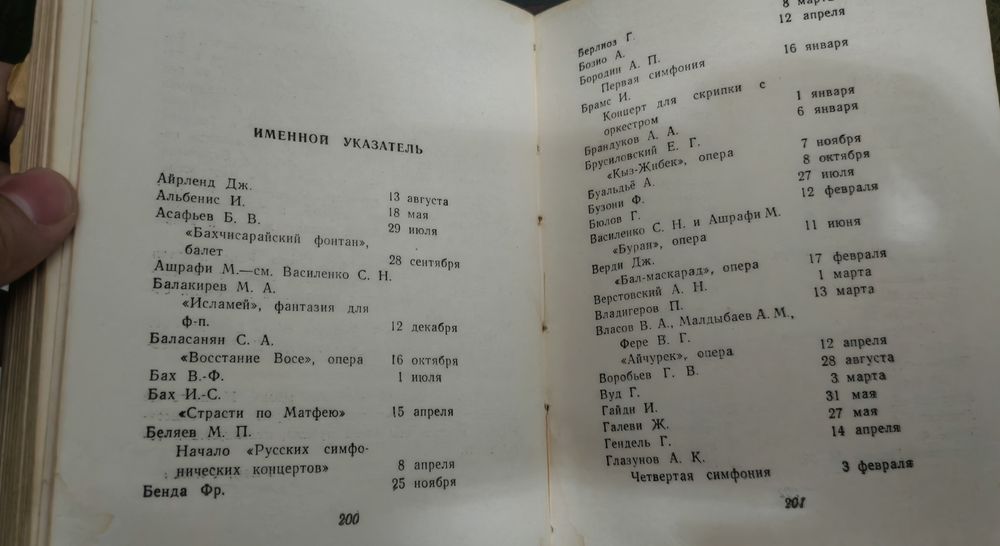 ИМЕННОЙ УКАЗАТЕЛЬ
Айрленд Дж. 13 августа
Альбенис И. 18 мая
Асафьев Б. В. 29 июля
«Бахчисарайский фонтан»,
балет 28 сентября
Ашрафи М.—см. Василенко С. Н.
Балакирев М. А.
«Исламей», фантазия для
ф-п. 12 декабря
Баласанян С. А.
«Восстание Восе», опера 16 октября
Бах В.-Ф. 1 июля
Бах И.-С.
«Страсти по Матфею» 15 апреля
Беляев М. П.
Начало «Русских симфо-
нических концертов» 8 апреля
Бенда Фр. 25 ноября
200
Берлиоз Г. 8 марта
Бозио А. 12 апреля
Бородин А. П.
Первая симфония 16 января
Брамс И.
Концерт для скрипки с
оркестром 1 января
Брандуков А. А. 6 января
Брусиловский Е. Г.
«Кыз-Жибек», опера 7 ноября
Буальдьё А. 8 октября
Бузони Ф. 27 июля
Бюлов Г. 12 февраля
Василенко С. Н. и Ашрафи М.
«Буран», опера 11 июня
Верди Дж.
«Бал-маскарад», опера 17 февраля
Верстовский А. Н. 1 марта
Владигеров П. 13 марта
Власов В. А., Малдыбаев А. М.,
Фере В. Г.
«Айчурек», опера 12 апреля
Воробьев Г. В. 28 августа
Вуд Г. 3 марта
Гайдн И. 31 мая
Галеви Ж. 27 мая
Гендель Г. 14 апреля
Глазунов А. К.
Четвертая симфония 3 февраля
201